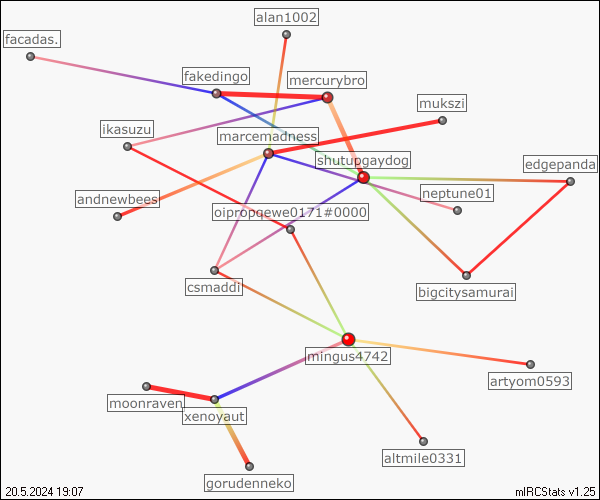 alan1002
facadas.
fakedingo
mercurybro
mukszi
ikasuzu
marcemadness
shutupgaydog
edgepanda
neptune01
andnewbees
oipropcewe0171#0000
csmaddi
bigcitysamurai
mingus4742
artyom0593
moonraven
xenoyaut
altmile0331
gorudenneko
20.5.2024 19:07
mIRCStats v1.25